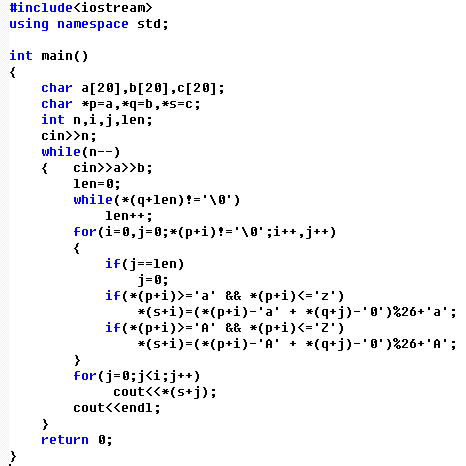 #include<iostream>
using namespace std;
int main()
{
char a[20],b[20],c[20];
char *p=a,*q=b,*s=c;
int n,i,j,len;
cin>>n;
while(n--)
{ cin>>a>>b;
len=0;
while(*(q+len)!='\0')
len++;
for(i=0,j=0;*(p+i)!='\0';i++,j++)
{
if(j==len)
j=0;
if(*(p+i)>='a' && *(p+i)<='z')
*(s+i)=(*(p+i)-'a' + *(q+j)-'0')%26+'a';
if(*(p+i)>='A' && *(p+i)<='Z')
*(s+i)=(*(p+i)-'A' + *(q+j)-'0')%26+'A';
}
for(j=0;j<i;j++)
cout<<*(s+j);
cout<<endl;
}
return 0;
}